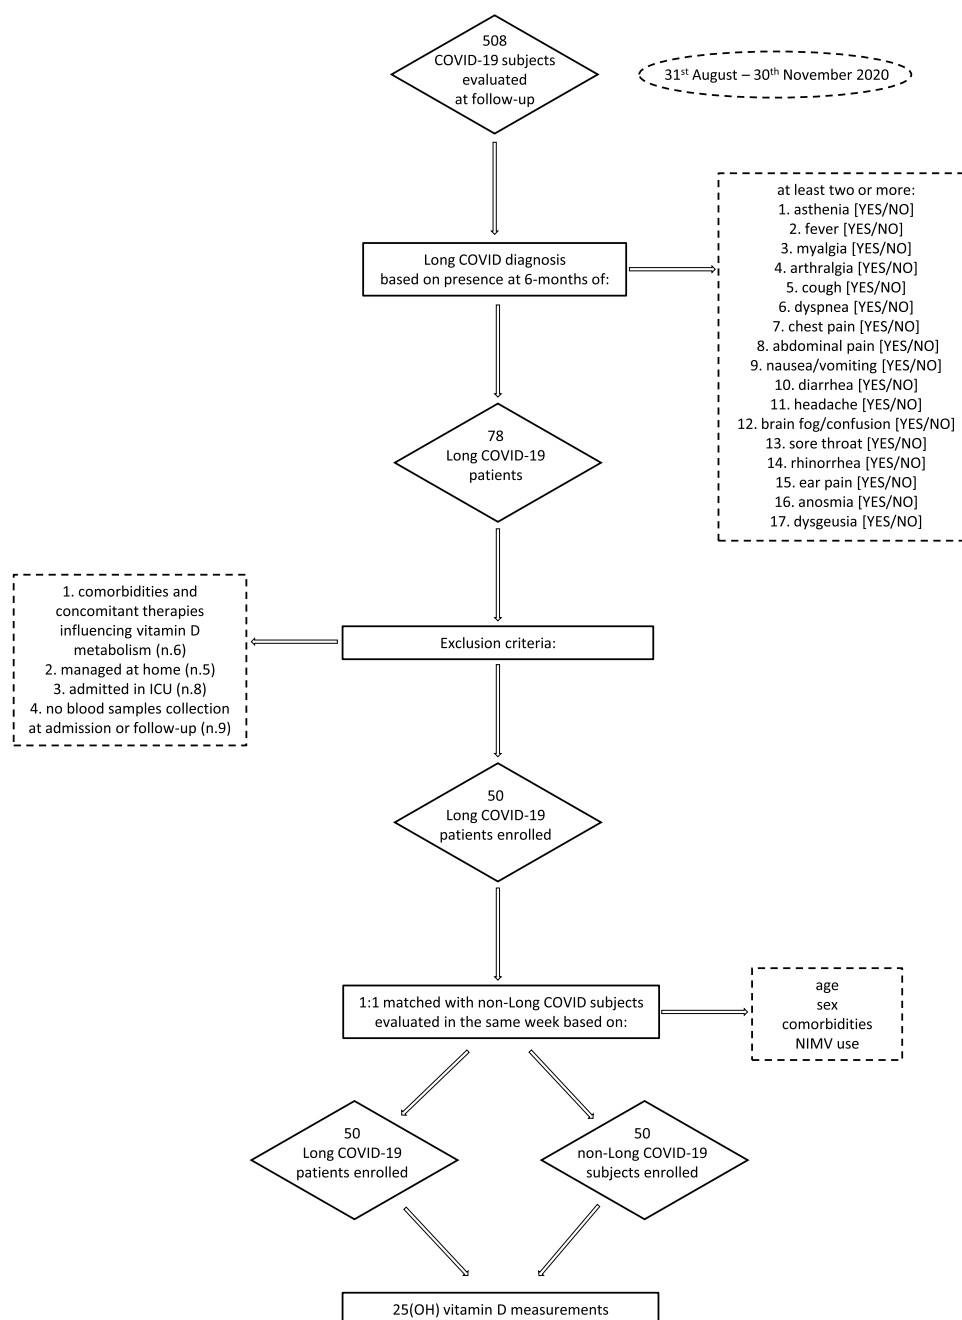 508
COVID-19 subjects
evaluated
at follow-up
31st August – 30th November 2020
Long COVID diagnosis
based on presence at 6-months of:
at least two or more:
1. asthenia [YES/NO]
2. fever [YES/NO]
3. myalgia [YES/NO]
4. arthralgia [YES/NO]
5. cough [YES/NO]
6. dyspnea [YES/NO]
7. chest pain [YES/NO]
8. abdominal pain [YES/NO]
9. nausea/vomiting [YES/NO]
10. diarrhea [YES/NO]
11. headache [YES/NO]
12. brain fog/confusion [YES/NO]
13. sore throat [YES/NO]
14. rhinorrhea [YES/NO]
15. ear pain [YES/NO]
16. anosmia [YES/NO]
17. dysgeusia [YES/NO]
78
Long COVID-19
patients
Exclusion criteria:
1. comorbidities and
concomitant therapies
influencing vitamin D
metabolism (n.6)
2. managed at home (n.5)
3. admitted in ICU (n.8)
4. no blood samples collection
at admission or follow-up (n.9)
50
Long COVID-19
patients enrolled
1:1 matched with non-Long COVID subjects
evaluated in the same week based on:
age
sex
comorbidities
NIMV use
50
Long COVID-19
patients enrolled
50
non-Long COVID-19
subjects enrolled
25(OH) vitamin D measurements